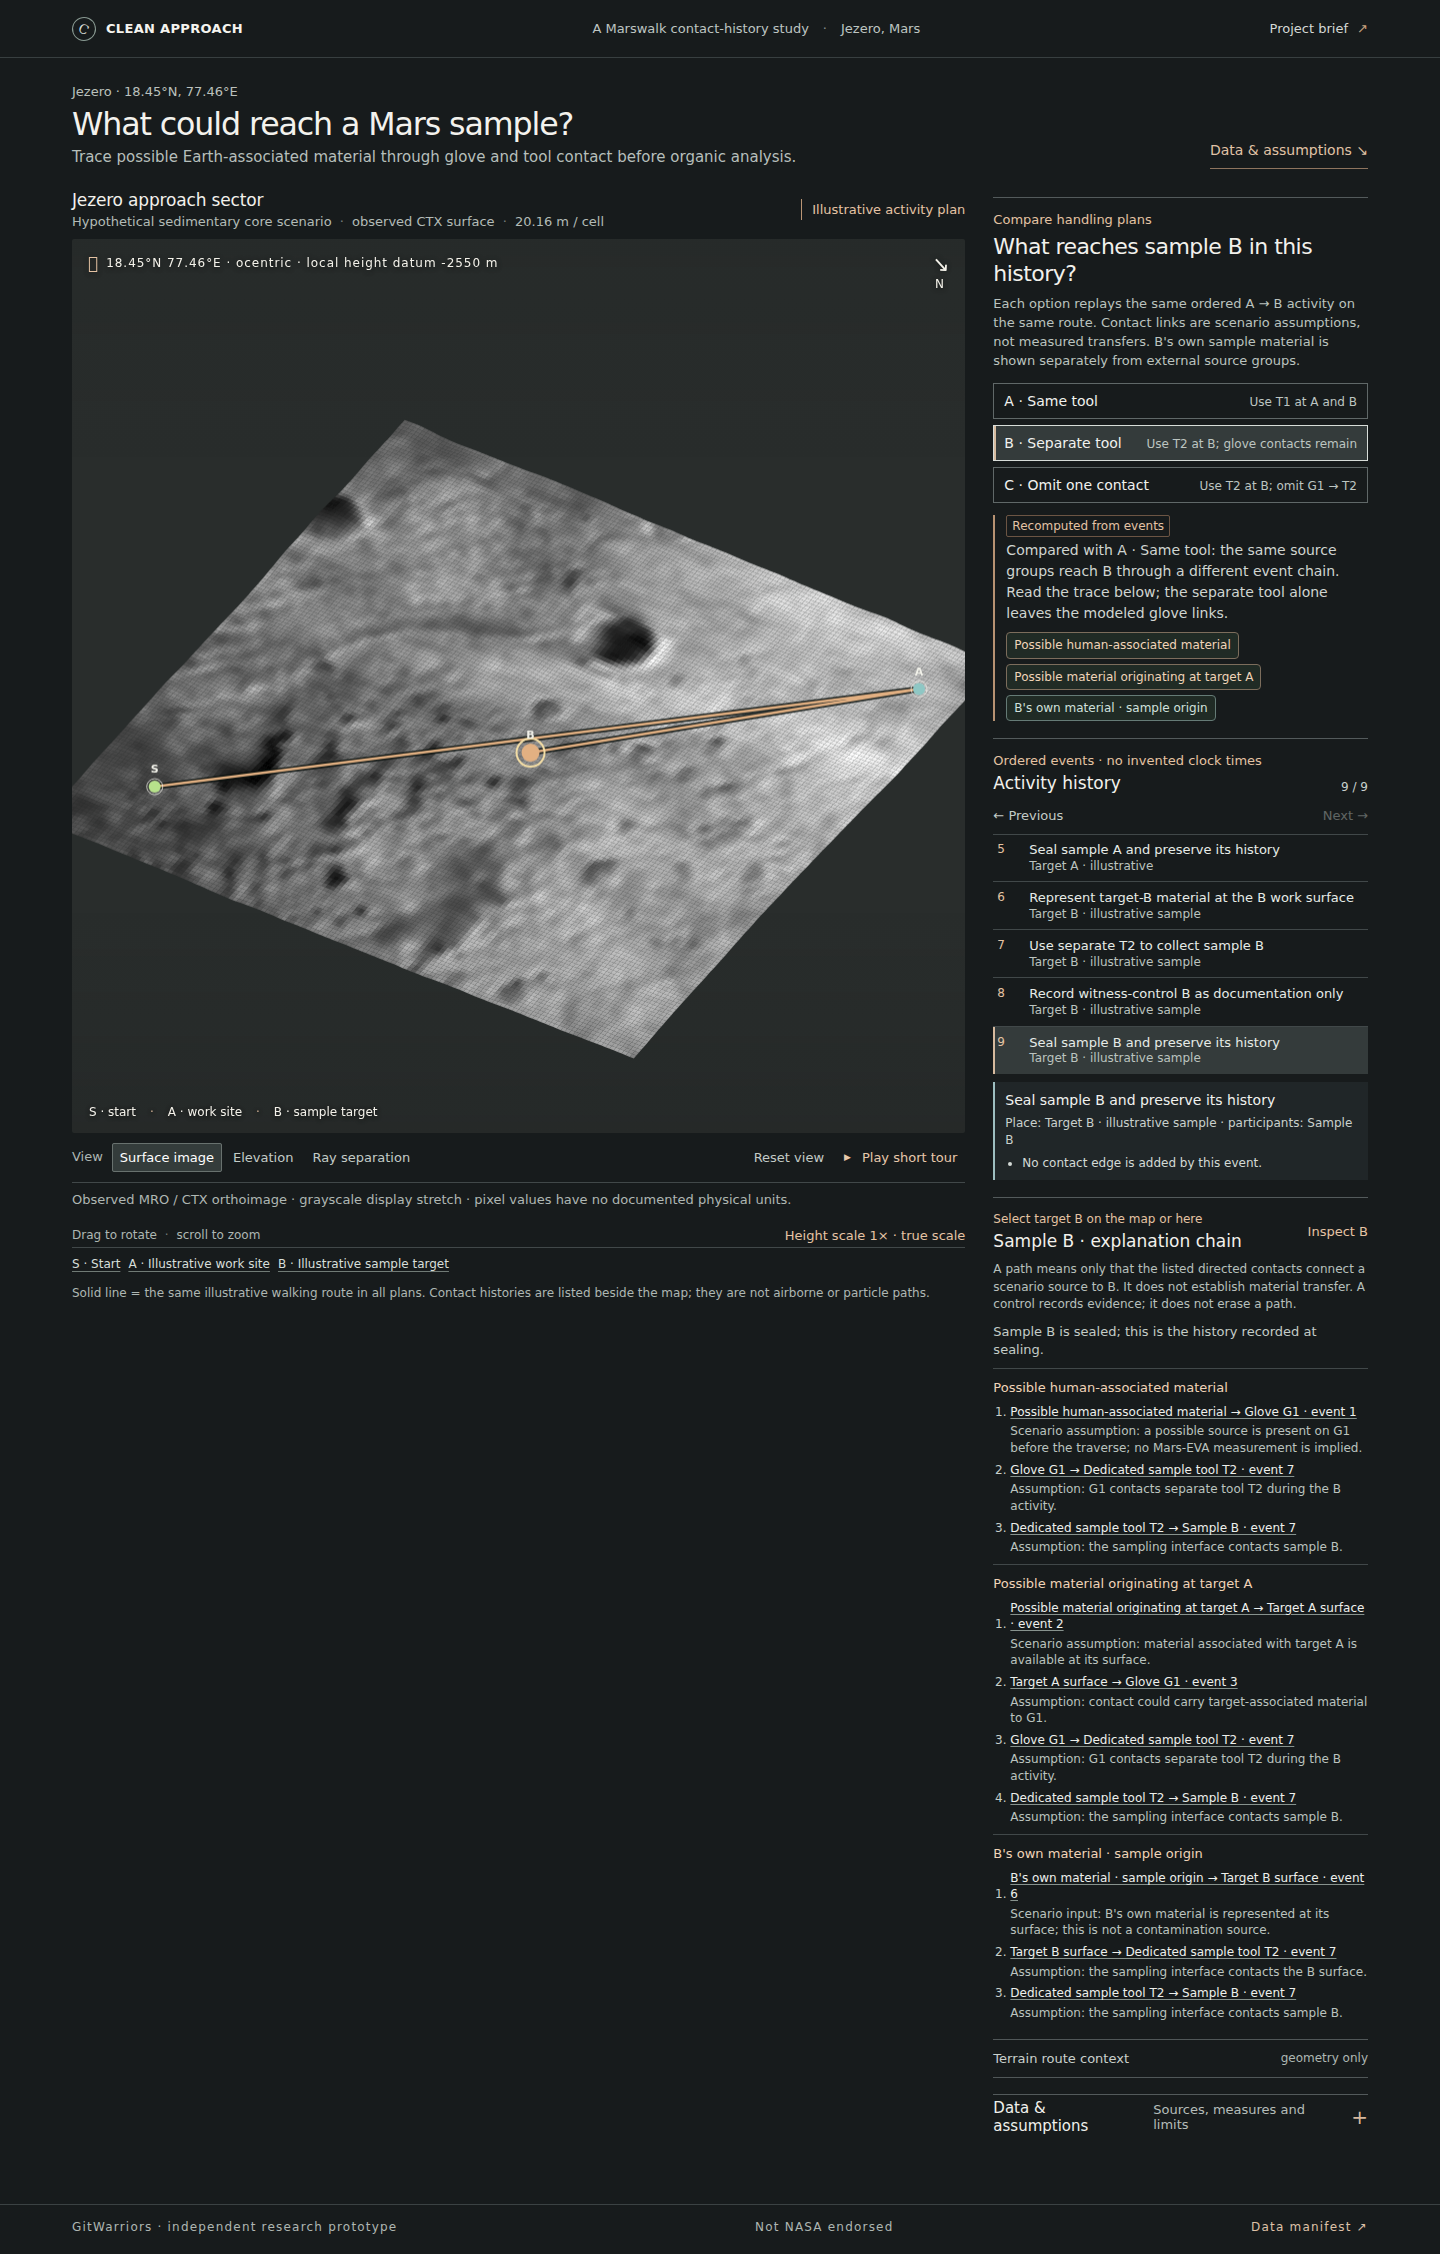 CLEAN APPROACH
A Marswalk contact-history study · Jezero, Mars
Project brief ↗
Jezero · 18.45°N, 77.46°E
What could reach a Mars sample?
Trace possible Earth-associated material through glove and tool contact before organic analysis.
Data & assumptions ↘
Jezero approach sector
Hypothetical sedimentary core scenario · observed CTX surface · 20.16 m / cell
Illustrative activity plan
18.45°N 77.46°E · ocentric · local height datum -2550 m
↘
N
A
B
S
S · start · A · work site · B · sample target
View Surface image Elevation Ray separation Reset view ▸ Play short tour
Observed MRO / CTX orthoimage · grayscale display stretch · pixel values have no documented physical units.
Drag to rotate · scroll to zoom
Height scale 1× · true scale
S · Start A · Illustrative work site B · Illustrative sample target
Solid line = the same illustrative walking route in all plans. Contact histories are listed beside the map; they are not airborne or particle paths.
Compare handling plans
What reaches sample B in this
history?
Each option replays the same ordered A → B activity on
the same route. Contact links are scenario assumptions,
not measured transfers. B's own sample material is
shown separately from external source groups.
A · Same tool Use T1 at A and B
B · Separate tool Use T2 at B; glove contacts remain
C · Omit one contact Use T2 at B; omit G1 → T2
Recomputed from events
Compared with A · Same tool: the same source
groups reach B through a different event chain.
Read the trace below; the separate tool alone
leaves the modeled glove links.
Possible human-associated material
Possible material originating at target A
B's own material · sample origin
Ordered events · no invented clock times
Activity history 9 / 9
← Previous Next →
5 Seal sample A and preserve its history
Target A · illustrative
6 Represent target-B material at the B work surface
Target B · illustrative sample
7 Use separate T2 to collect sample B
Target B · illustrative sample
8 Record witness-control B as documentation only
Target B · illustrative sample
9 Seal sample B and preserve its history
Target B · illustrative sample
Seal sample B and preserve its history
Place: Target B · illustrative sample · participants: Sample
B
• No contact edge is added by this event.
Select target B on the map or here
Sample B · explanation chain
Inspect B
A path means only that the listed directed contacts connect a
scenario source to B. It does not establish material transfer. A
control records evidence; it does not erase a path.
Sample B is sealed; this is the history recorded at
sealing.
Possible human-associated material
1. Possible human-associated material → Glove G1 · event 1
Scenario assumption: a possible source is present on G1
before the traverse; no Mars-EVA measurement is implied.
2. Glove G1 → Dedicated sample tool T2 · event 7
Assumption: G1 contacts separate tool T2 during the B
activity.
3. Dedicated sample tool T2 → Sample B · event 7
Assumption: the sampling interface contacts sample B.
Possible material originating at target A
1. Possible material originating at target A → Target A surface
· event 2
Scenario assumption: material associated with target A is
available at its surface.
2. Target A surface → Glove G1 · event 3
Assumption: contact could carry target-associated material
to G1.
3. Glove G1 → Dedicated sample tool T2 · event 7
Assumption: G1 contacts separate tool T2 during the B
activity.
4. Dedicated sample tool T2 → Sample B · event 7
Assumption: the sampling interface contacts sample B.
B's own material · sample origin
1. B's own material · sample origin → Target B surface · event
6
Scenario input: B's own material is represented at its
surface; this is not a contamination source.
2. Target B surface → Dedicated sample tool T2 · event 7
Assumption: the sampling interface contacts the B surface.
3. Dedicated sample tool T2 → Sample B · event 7
Assumption: the sampling interface contacts sample B.
Terrain route context geometry only
Data &
assumptions
Sources, measures and
limits
+
GitWarriors · independent research prototype
Not NASA endorsed
Data manifest ↗